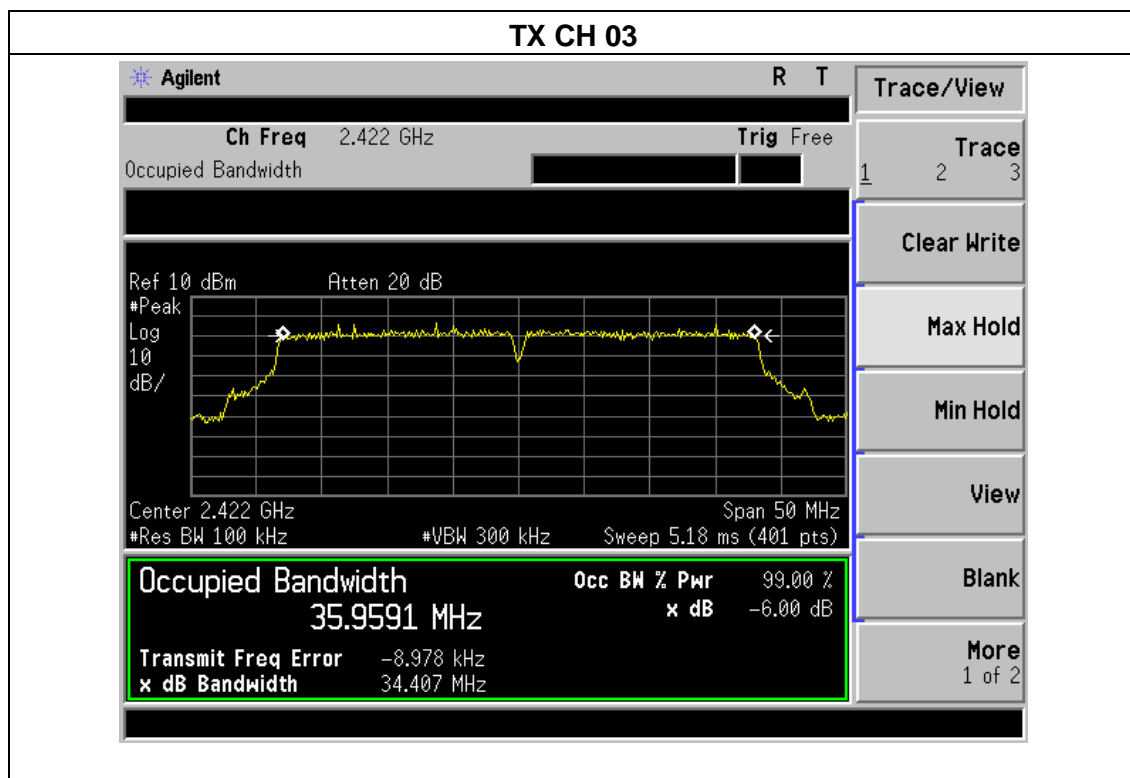 TX CH 03
Agilent R T
Trace/View
Ch Freq 2.422 GHz Trig Free
Occupied Bandwidth
Trace
1 2 3
Clear Write
Ref 10 dBm Atten 20 dB
#Peak
Log
10
dB/
Max Hold
Min Hold
View
Center 2.422 GHz Span 50 MHz
#Res BW 100 kHz #VBW 300 kHz Sweep 5.18 ms (401 pts)
Occupied Bandwidth Occ BW % Pwr 99.00 %
35.9591 MHz x dB -6.00 dB
Blank
Transmit Freq Error -8.978 kHz
x dB Bandwidth 34.407 MHz
More
1 of 2